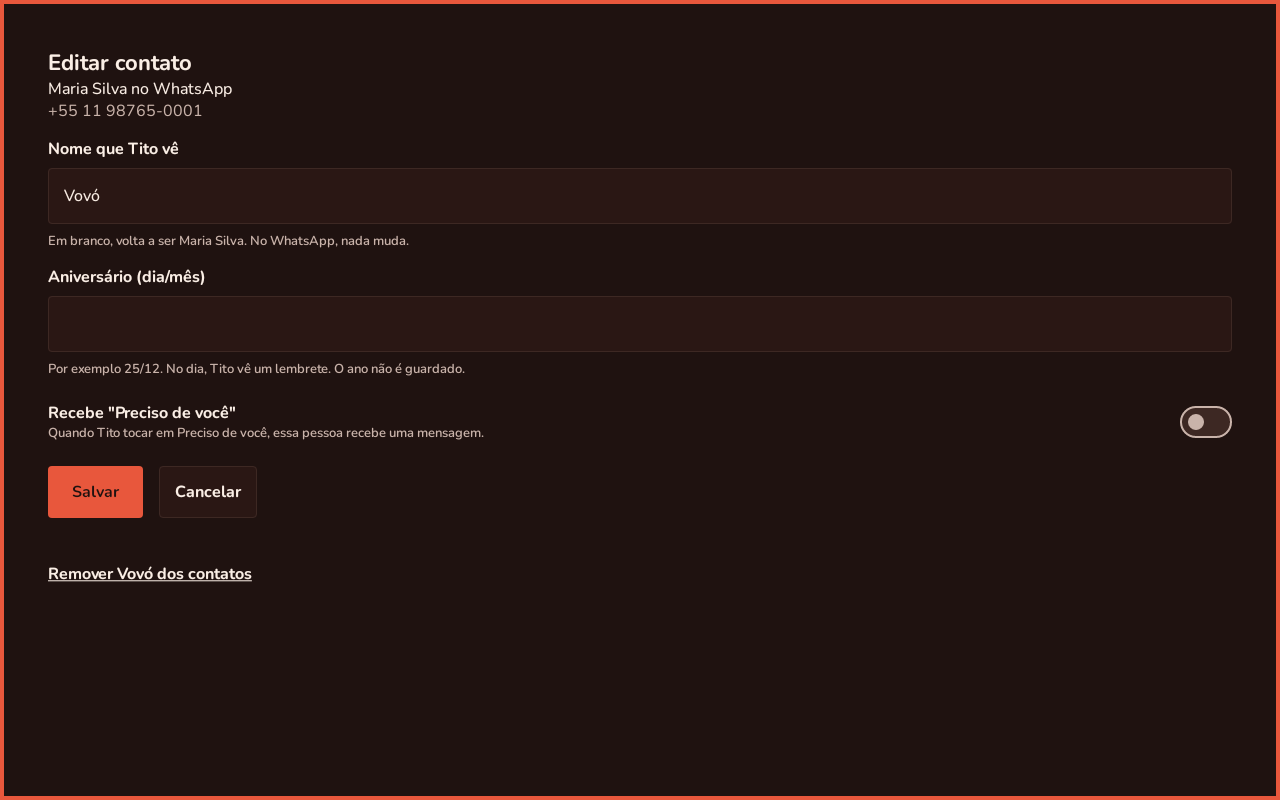 Editar contato
Maria Silva no WhatsApp
+55 11 98765-0001
Nome que Tito vê
Vovó
Em branco, volta a ser Maria Silva. No WhatsApp, nada muda.
Aniversário (dia/mês)
Por exemplo 25/12. No dia, Tito vê um lembrete. O ano não é guardado.
Recebe "Preciso de você"
Quando Tito tocar em Preciso de você, essa pessoa recebe uma mensagem.
Salvar
Cancelar
Remover Vovó dos contatos